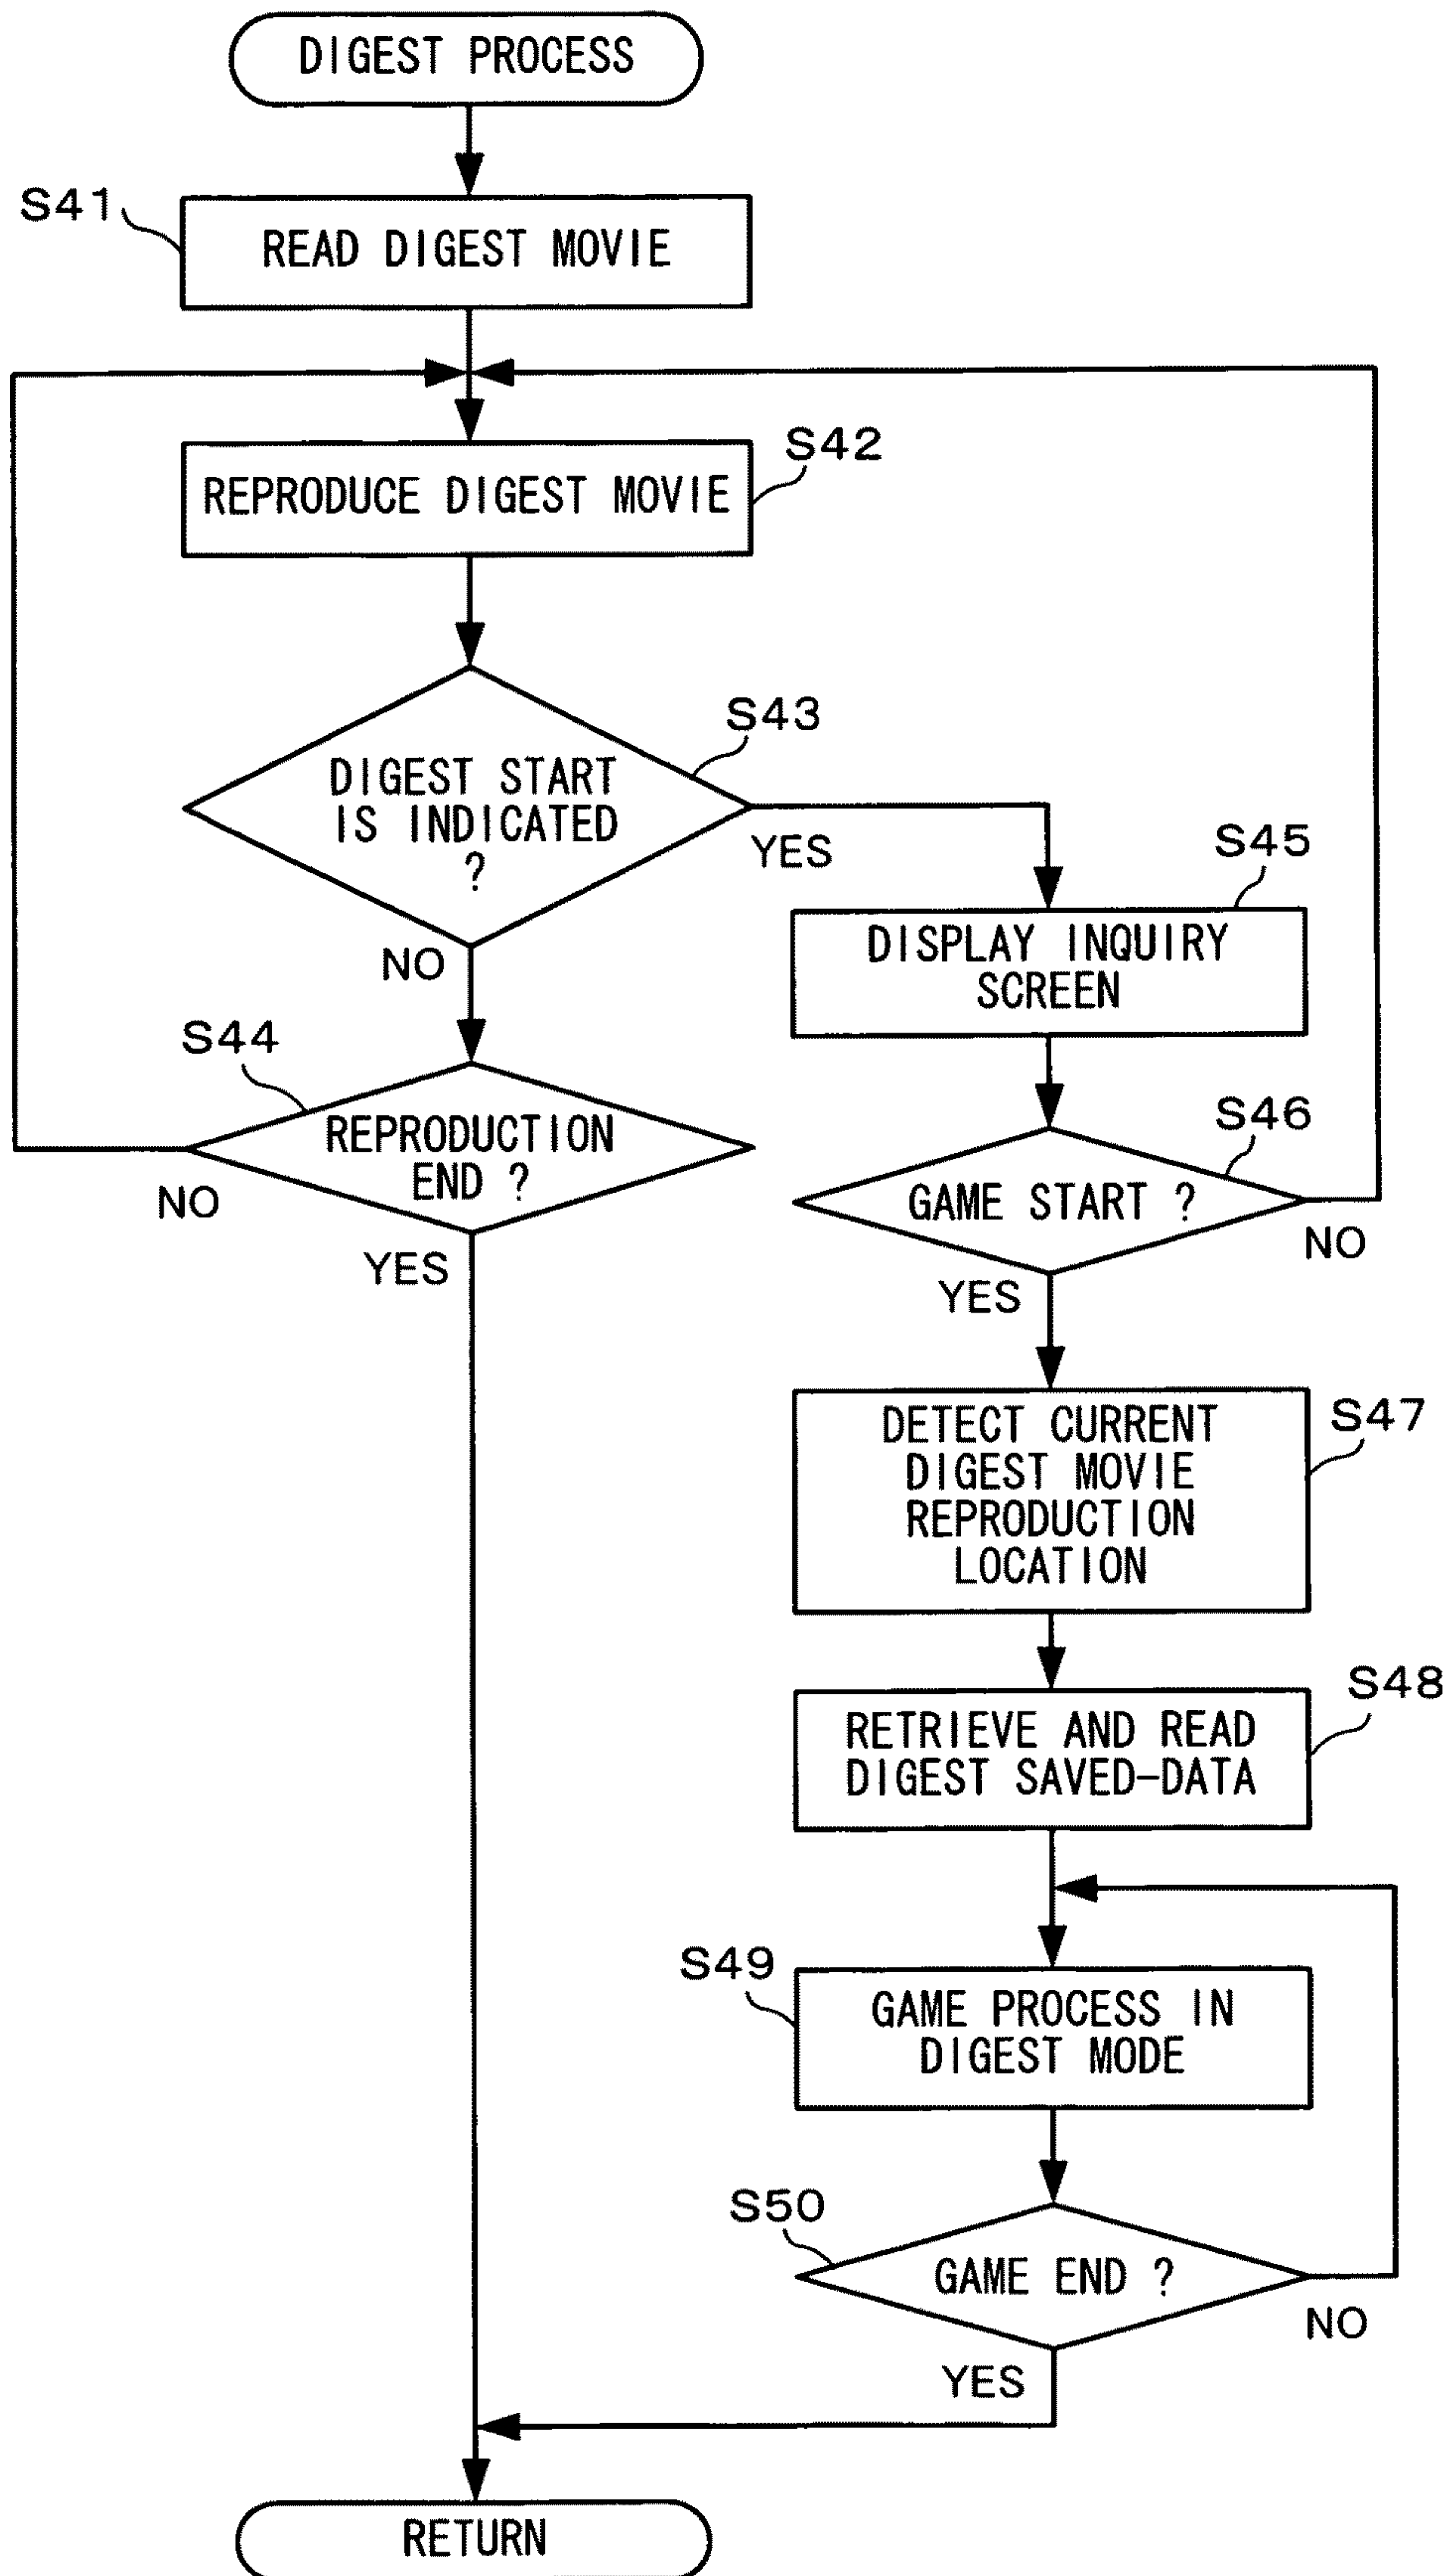 DIGEST PROCESS
S41
READ DIGEST MOVIE
S42
REPRODUCE DIGEST MOVIE
S43
DIGEST START
IS INDICATED
?
YES
NO
S45
DISPLAY INQUIRY
SCREEN
S44
REPRODUCTION
END ?
NO
YES
S46
GAME START ?
NO
YES
S47
DETECT CURRENT
DIGEST MOVIE
REPRODUCTION
LOCATION
S48
RETRIEVE AND READ
DIGEST SAVED-DATA
S49
GAME PROCESS IN
DIGEST MODE
S50
GAME END ?
NO
YES
RETURN